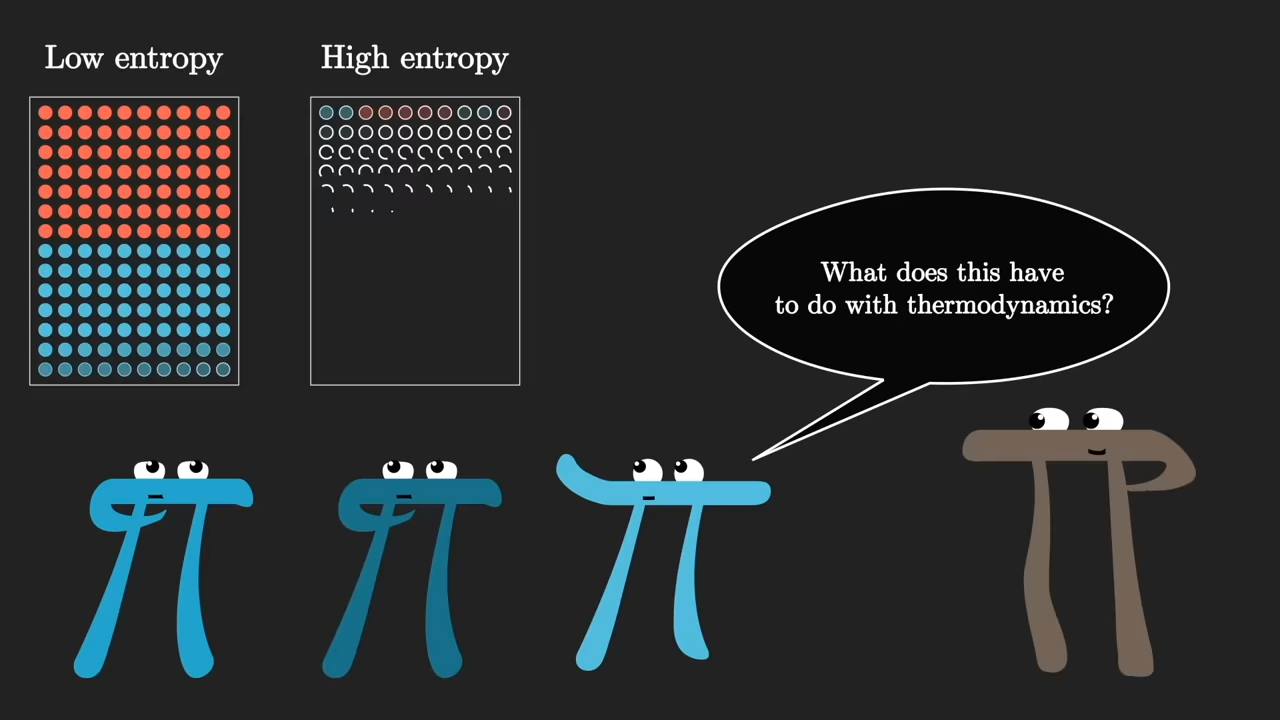 Low entropy
High entropy
What does this have
to do with thermodynamics?